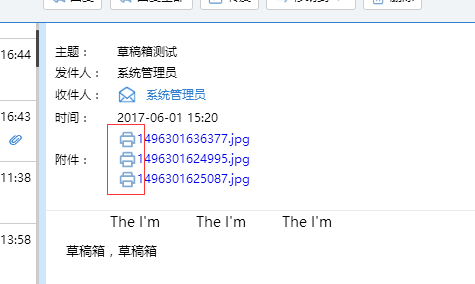 16:44
主题： 草稿箱测试
发件人： 系统管理员
收件人： 系统管理员
16:43
时间： 2017-06-01 15:20
1496301636377.jpg
附件： 1496301624995.jpg
11:38
1496301625087.jpg
The I'm The I'm The I'm
13:58
草稿箱，草稿箱